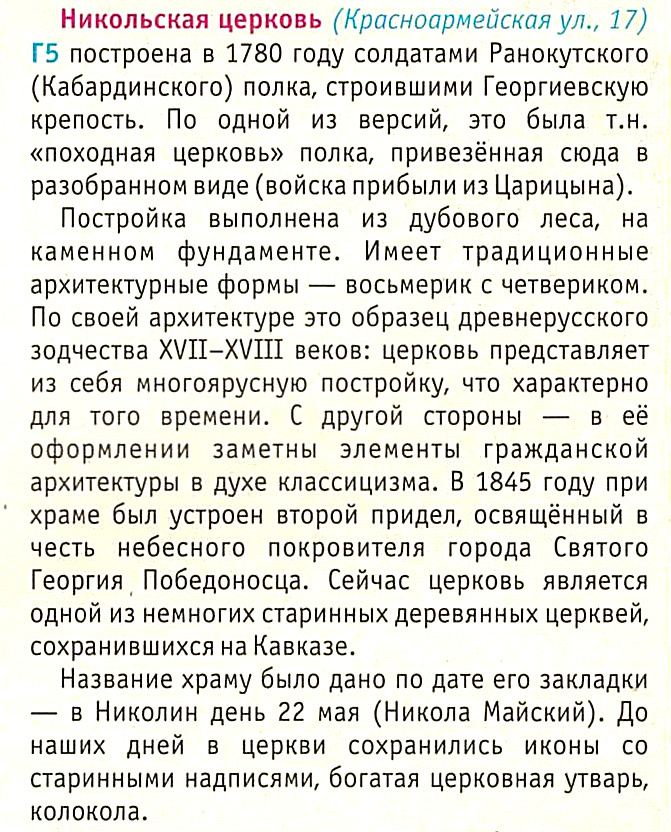 Никольская церковь (Красноармейская ул., 17)
Г5 построена в 1780 году солдатами Ранокутского
(Кабардинского) полка, строившими Георгиевскую
крепость. По одной из версий, это была т.н.
«походная церковь» полка, привезённая сюда в
разобранном виде (войска прибыли из Царицына).
Постройка выполнена из дубового леса, на
каменном фундаменте. Имеет традиционные
архитектурные формы — восьмерик с четвериком.
По своей архитектуре это образец древнерусского
зодчества XVII–XVIII веков: церковь представляет
из себя многоярусную постройку, что характерно
для того времени. С другой стороны — в её
оформлении заметны элементы гражданской
архитектуры в духе классицизма. В 1845 году при
храме был устроен второй придел, освящённый в
честь небесного покровителя города Святого
Георгия Победоносца. Сейчас церковь является
одной из немногих старинных деревянных церквей,
сохранившихся на Кавказе.
Название храму было дано по дате его закладки
— в Николин день 22 мая (Никола Майский). До
наших дней в церкви сохранились иконы со
старинными надписями, богатая церковная утварь,
колокола.